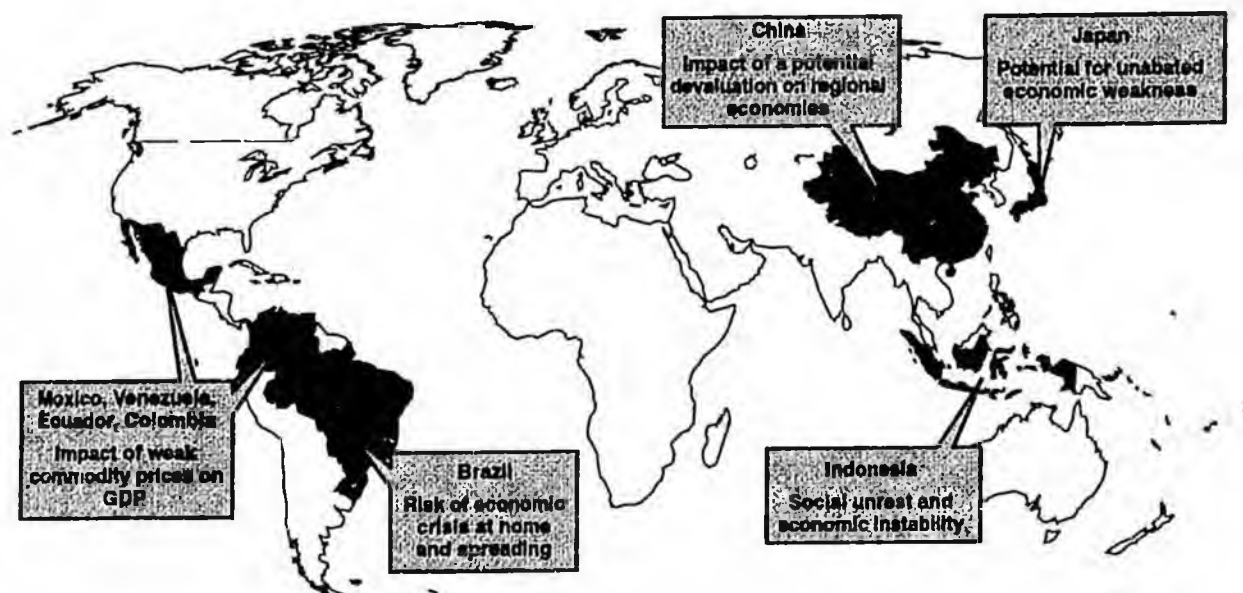 China
Impact of a potential
devaluation on regional
economies
Japan
Potential for unabated
economic weakness
Mexico, Venezuela,
Ecuador, Colombia
Impact of weak
commodity prices on
GDP
Brazil
Risk of economic
crisis at home
and spreading
Indonesia
Social unrest and
economic instability